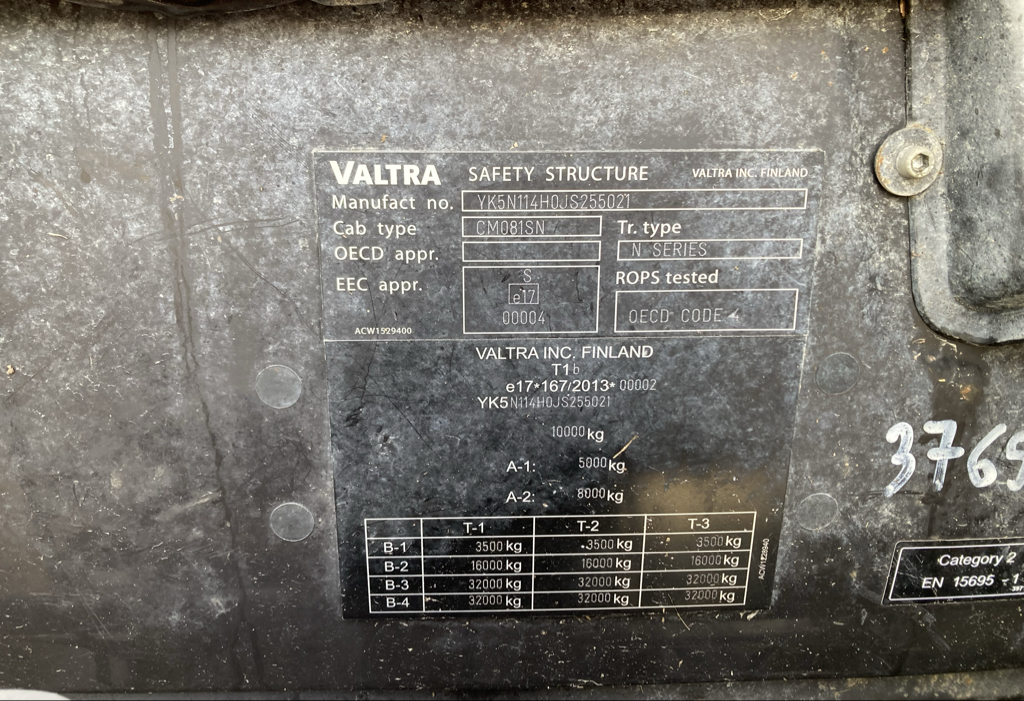 VALTRA SAFETY STRUCTURE VALTRA INC. FINLAND
Manufact no. YK5N114H0JS255021
Cab type CM081SN Tr. type
OECD appr. N SERIES
EEC appr. S ROPS tested
e17
00004 OECD CODE 4
ACW1529400
VALTRA INC. FINLAND
T1b
e17*167/2013*00002
YK5N114H0JS255021
10000 kg
A-1: 5000 kg
A-2: 8000 kg
T-1 T-2 T-3
B-1 3500 kg 3500 kg 3500 kg
B-2 16000 kg 16000 kg 16000 kg
B-3 32000 kg 32000 kg 32000 kg
B-4 32000 kg 32000 kg 32000 kg
3769
Category 2
EN 15695 - 1